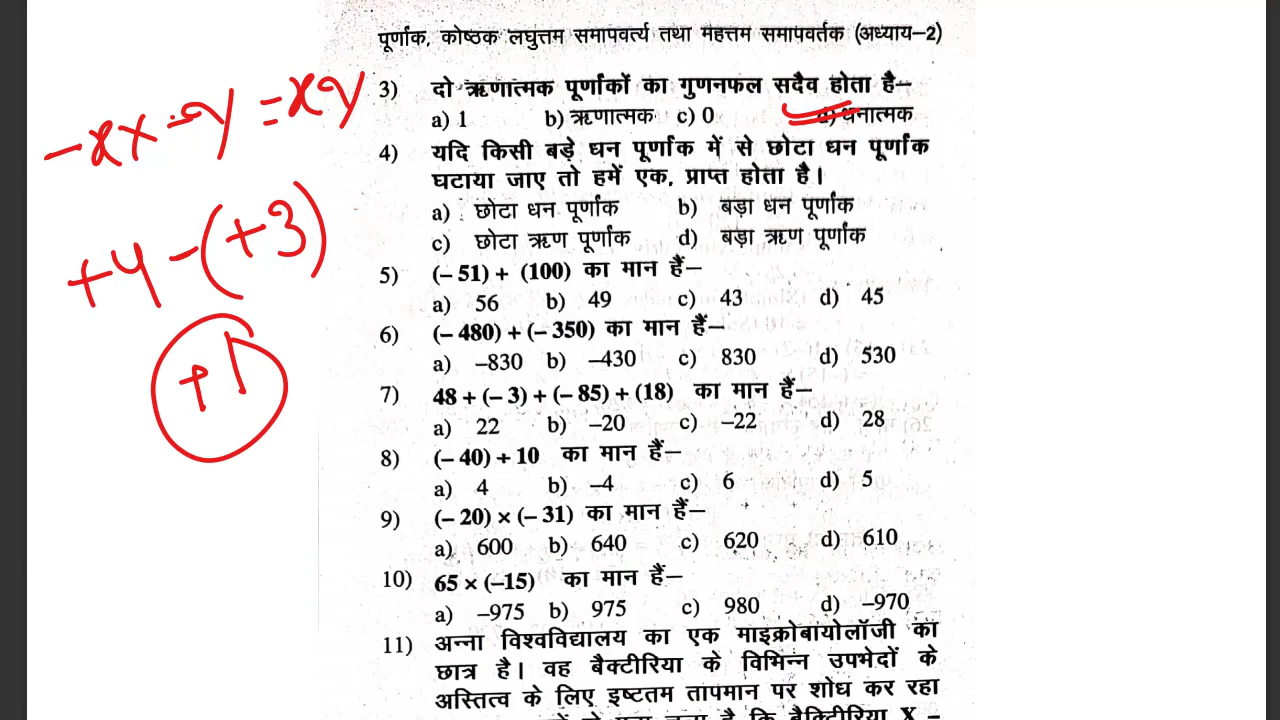 पूर्णांक, कोष्ठक लघुत्तम समापवर्त्य तथा महत्तम समापवर्तक (अध्याय–2)
3) दो ऋणात्मक पूर्णांकों का गुणनफल सदैव होता है–
a) 1 b) ऋणात्मक c) 0 d) धनात्मक
4) यदि किसी बड़े धन पूर्णांक में से छोटा धन पूर्णांक
घटाया जाए तो हमें एक, प्राप्त होता है।
a) छोटा धन पूर्णांक b) बड़ा धन पूर्णांक
c) छोटा ऋण पूर्णांक d) बड़ा ऋण पूर्णांक
5) (– 51) + (100) का मान हैं–
a) 56 b) 49 c) 43 d) 45
6) (– 480) + (– 350) का मान हैं–
a) –830 b) –430 c) 830 d) 530
7) 48 + (– 3) + (– 85) + (18) का मान हैं–
a) 22 b) –20 c) –22 d) 28
8) (– 40) + 10 का मान हैं–
a) 4 b) –4 c) 6 d) 5
9) (– 20) × (– 31) का मान हैं–
a) 600 b) 640 c) 620 d) 610
10) 65 × (–15) का मान हैं–
a) –975 b) 975 c) 980 d) –970
11) अन्ना विश्वविद्यालय का एक माइक्रोबायोलॉजी का
छात्र है। वह बैक्टीरिया के विभिन्न उपभेदों के
अस्तित्व के लिए इष्टतम तापमान पर शोध कर रहा
कि बैक्टीरिया X –
-x x -y = xy
+4 - (+3)
+1